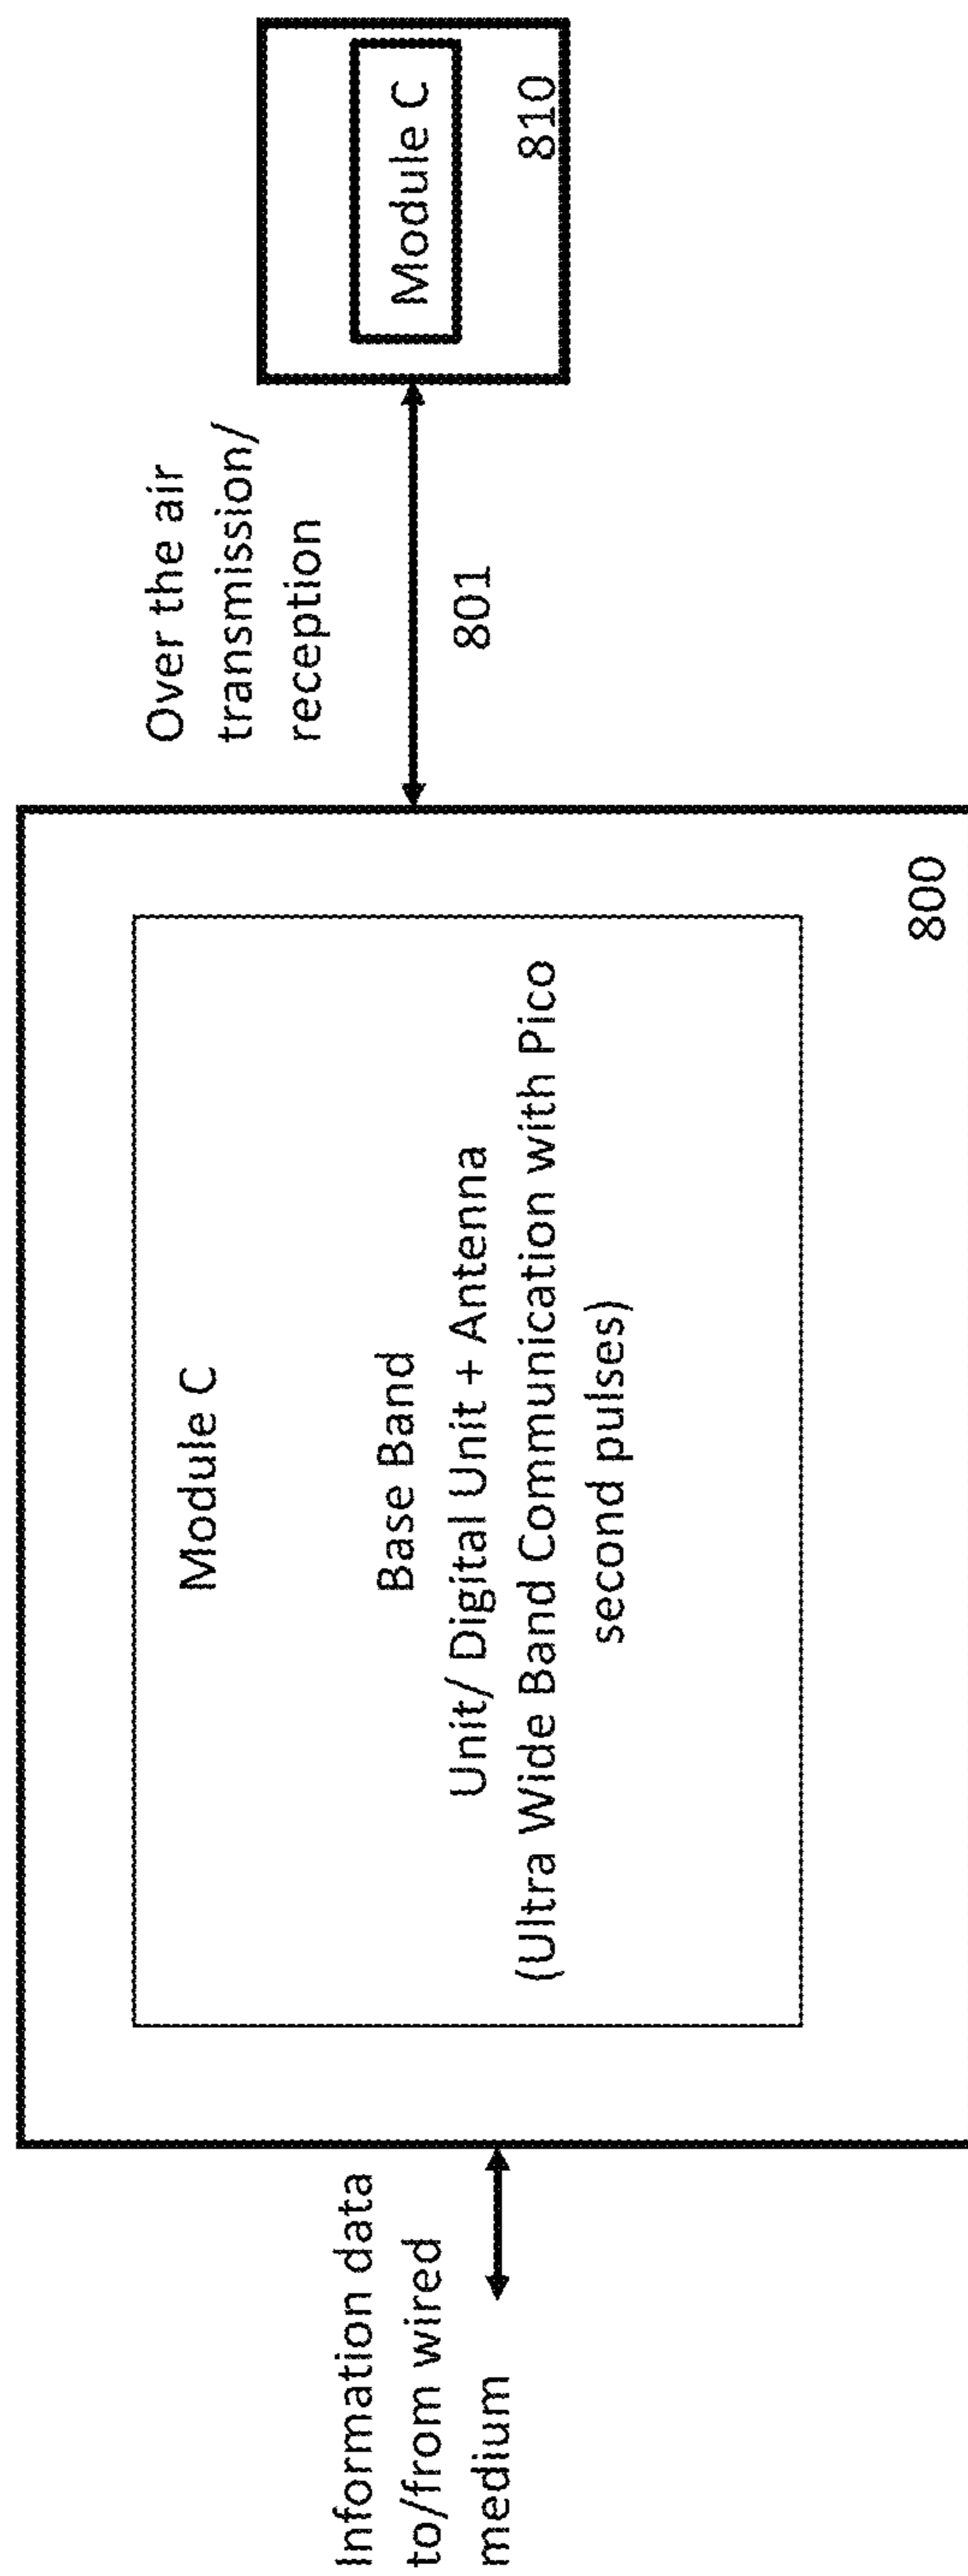 Information data
to/from wired
medium
Module C
Base Band
Unit/ Digital Unit + Antenna
(Ultra Wide Band Communication with Pico
second pulses)
800
Over the air
transmission/
reception
801
Module C
810